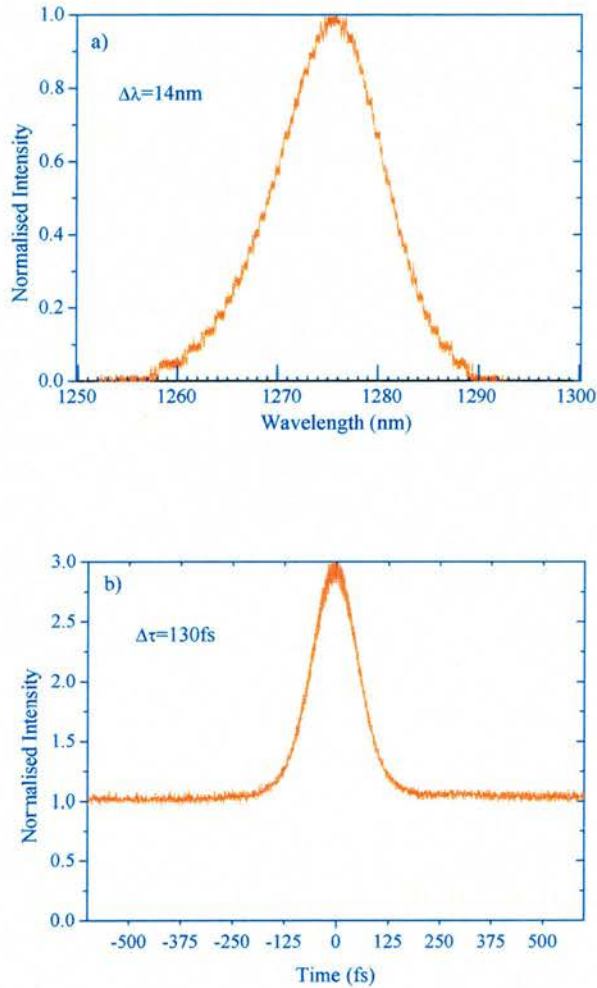 1.0
a)
0.8
Δλ=14nm
0.6
0.4
0.2
0.0
1250 1260 1270 1280 1290 1300
Normalised Intensity
Wavelength (nm)
3.0
b)
2.5
Δτ=130fs
2.0
1.5
1.0
0.5
0.0
-500 -375 -250 -125 0 125 250 375 500
Normalised Intensity
Time (fs)